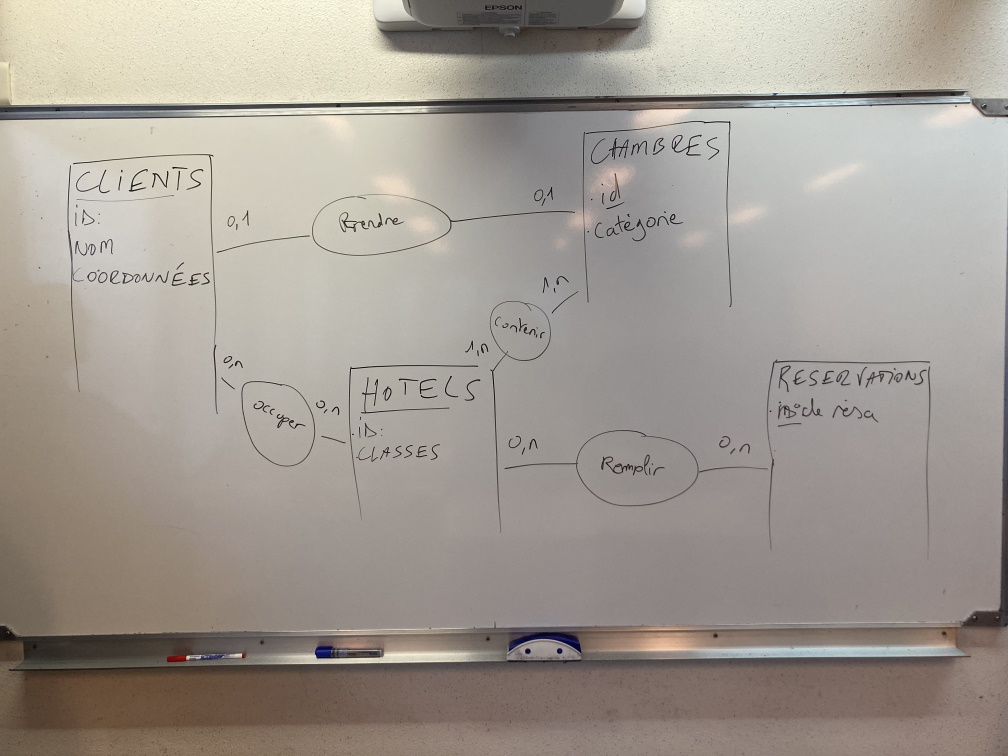 EPSON
CLIENTS
ID:
NOM
COORDONNÉES
0,1
Prendre
0,1
CHAMBRES
· id
· catégorie
1,n
Contenir
1,n
0,n
occuper
0,n
HOTELS
· ID:
· CLASSES
0,n
Remplir
0,n
RESERVATIONS
· ID de résa